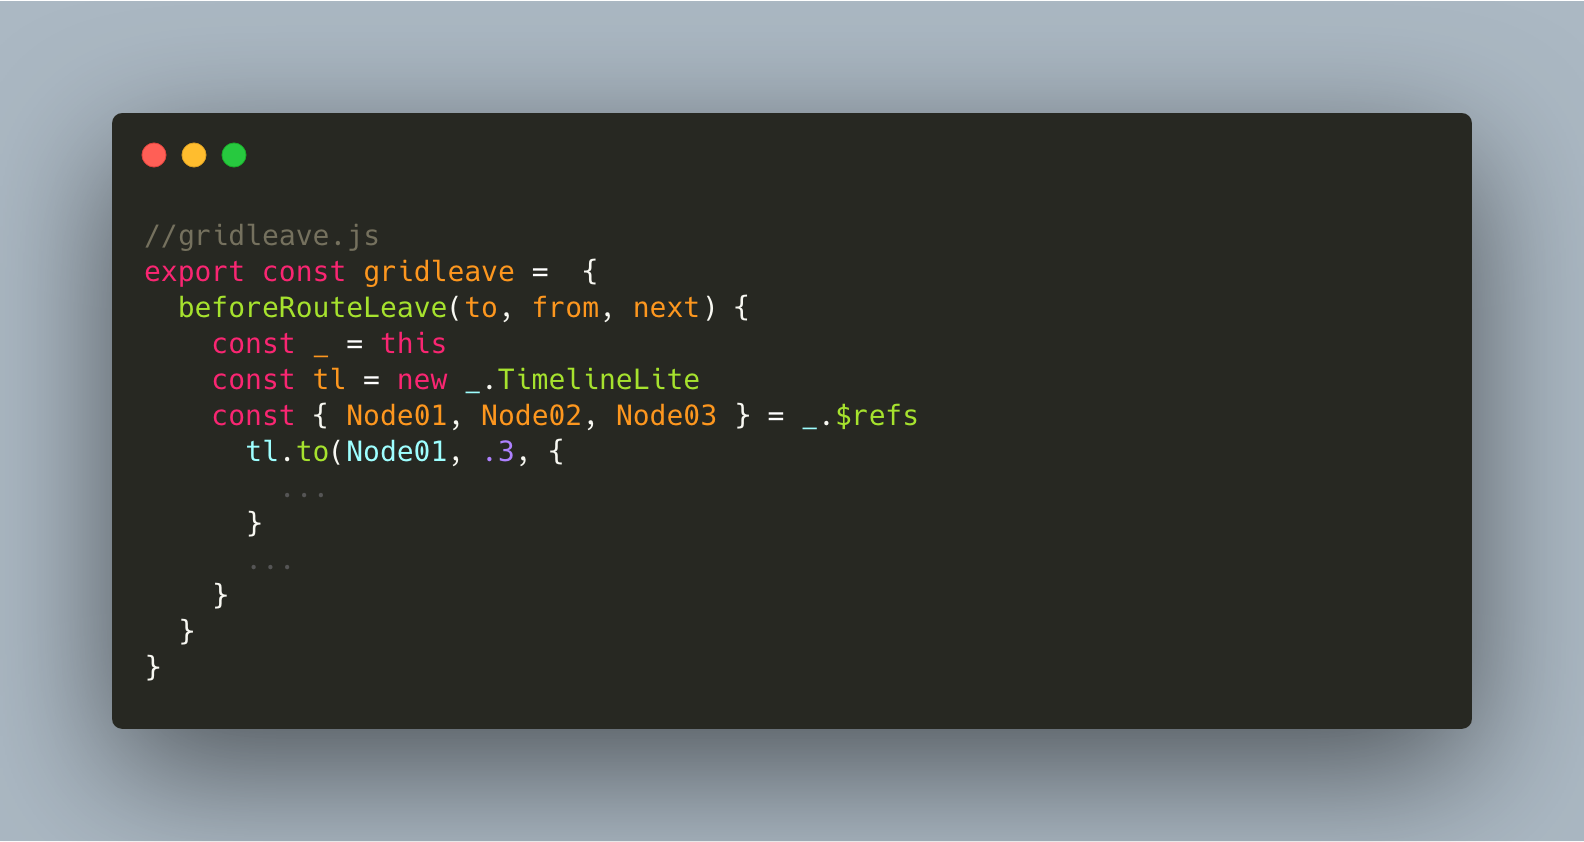 //gridleave.js
export const gridleave =  {
  beforeRouteLeave(to, from, next) {
    const _ = this
    const tl = new _.TimelineLite
    const { Node01, Node02, Node03 } = _.$refs
      tl.to(Node01, .3, {
        ...
      }
      ...
    }
  }
}